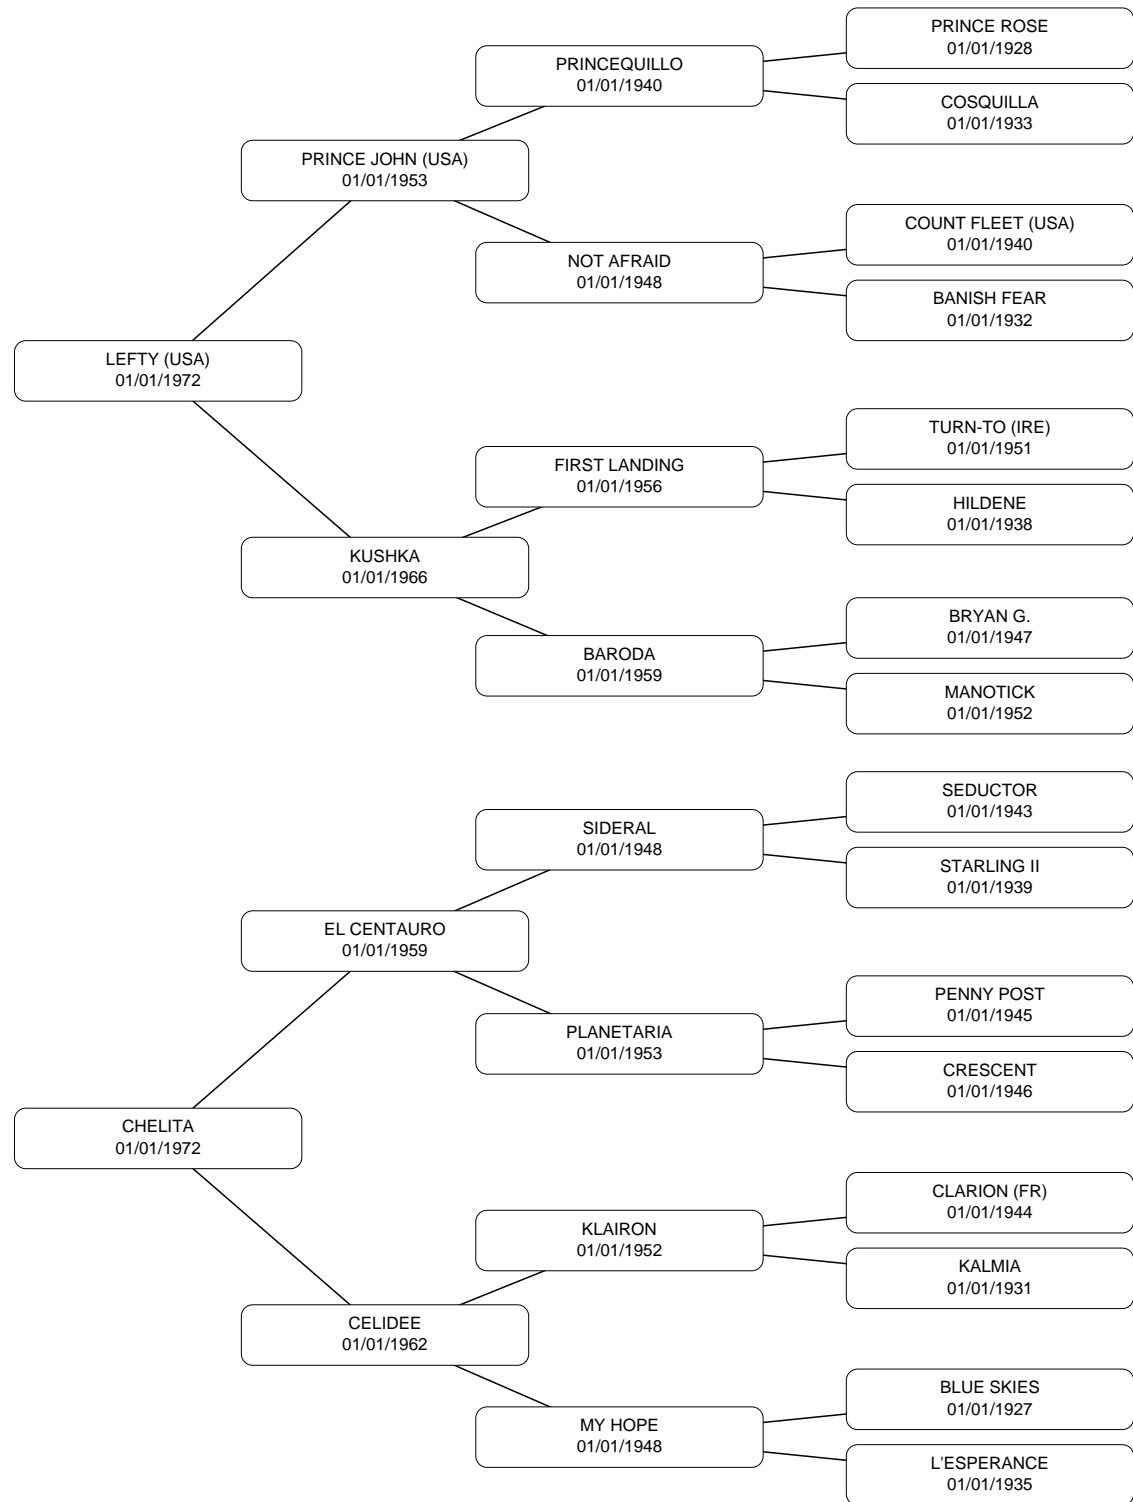 PRINCE ROSE
01/01/1928
PRINCEQUILLO
01/01/1940
COSQUILLA
01/01/1933
PRINCE JOHN (USA)
01/01/1953
COUNT FLEET (USA)
01/01/1940
NOT AFRAID
01/01/1948
BANISH FEAR
01/01/1932
LEFTY (USA)
01/01/1972
TURN-TO (IRE)
01/01/1951
FIRST LANDING
01/01/1956
HILDENE
01/01/1938
KUSHKA
01/01/1966
BRYAN G.
01/01/1947
BARODA
01/01/1959
MANOTICK
01/01/1952
SEDUCTOR
01/01/1943
SIDERAL
01/01/1948
STARLING II
01/01/1939
EL CENTAURO
01/01/1959
PENNY POST
01/01/1945
PLANETARIA
01/01/1953
CRESCENT
01/01/1946
CHELITA
01/01/1972
CLARION (FR)
01/01/1944
KLAIRON
01/01/1952
KALMIA
01/01/1931
CELIDEE
01/01/1962
BLUE SKIES
01/01/1927
MY HOPE
01/01/1948
L'ESPERANCE
01/01/1935